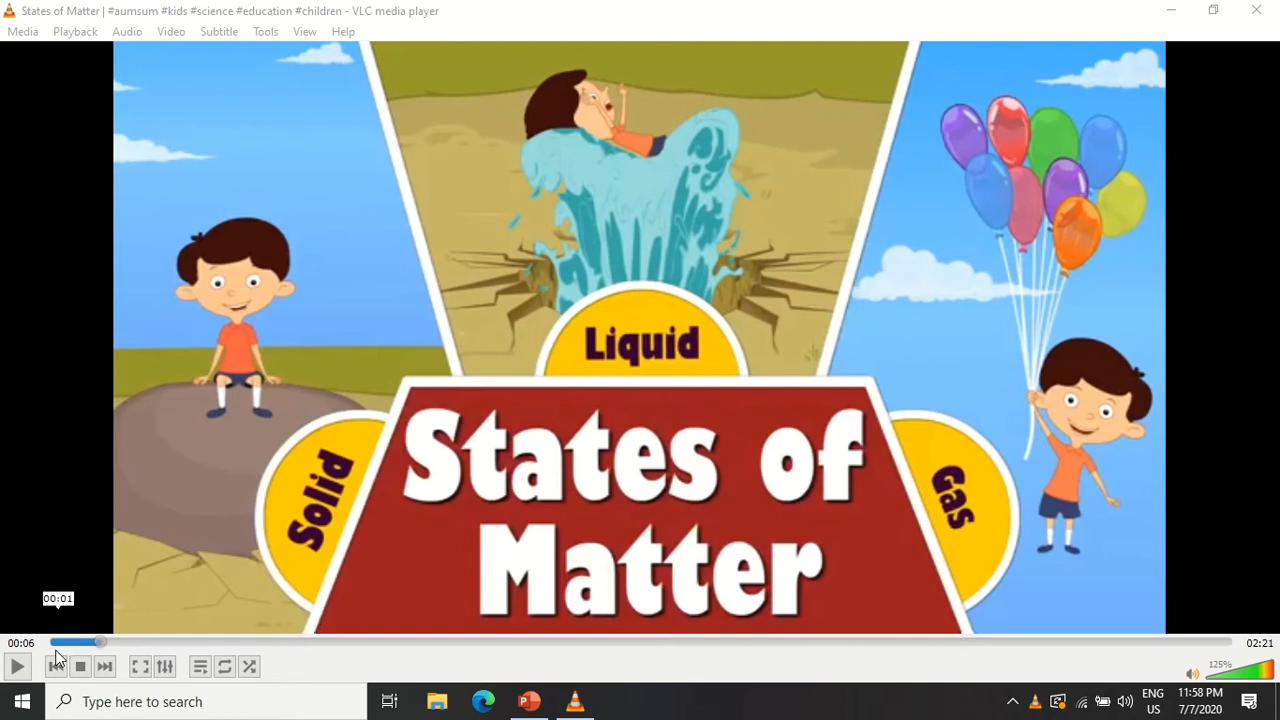 States of Matter | #aumsum #kids #science #education #children - VLC media player
Media Playback Audio Video Subtitle Tools View Help
Liquid
Solid
Gas
States of
Matter
00:01
00:06
02:21
125%
Type here to search
ENG
US
11:58 PM
7/7/2020